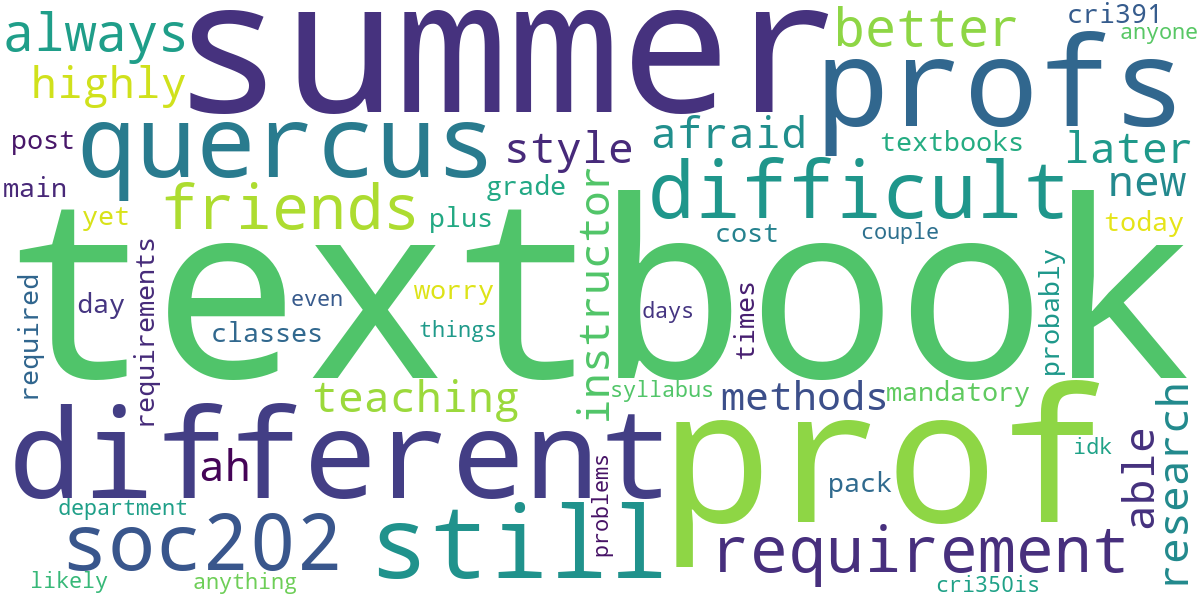 always
summer
better
cri391
anyone
highly
profs
post
quercus
style
afraid
textbooks
later
main
friends
grade
difficult
new
yet
plus
instructor
cost
couple
today
textbook
required
day
requirements
even
worry
classes
things
days
times
probably
teaching
syllabus
methods
mandatory
research
different
ah
prof
idk
able
problems
pack
department
soc202
still
requirement
likely
anything
cri350is